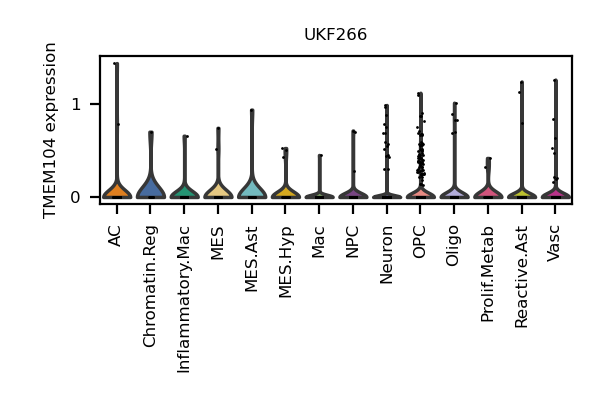 UKF266
TMEM104 expression
1
0
AC
Chromatin.Reg
Inflammatory.Mac
MES
MES.Ast
MES.Hyp
Mac
NPC
Neuron
OPC
Oligo
Prolif.Metab
Reactive.Ast
Vasc